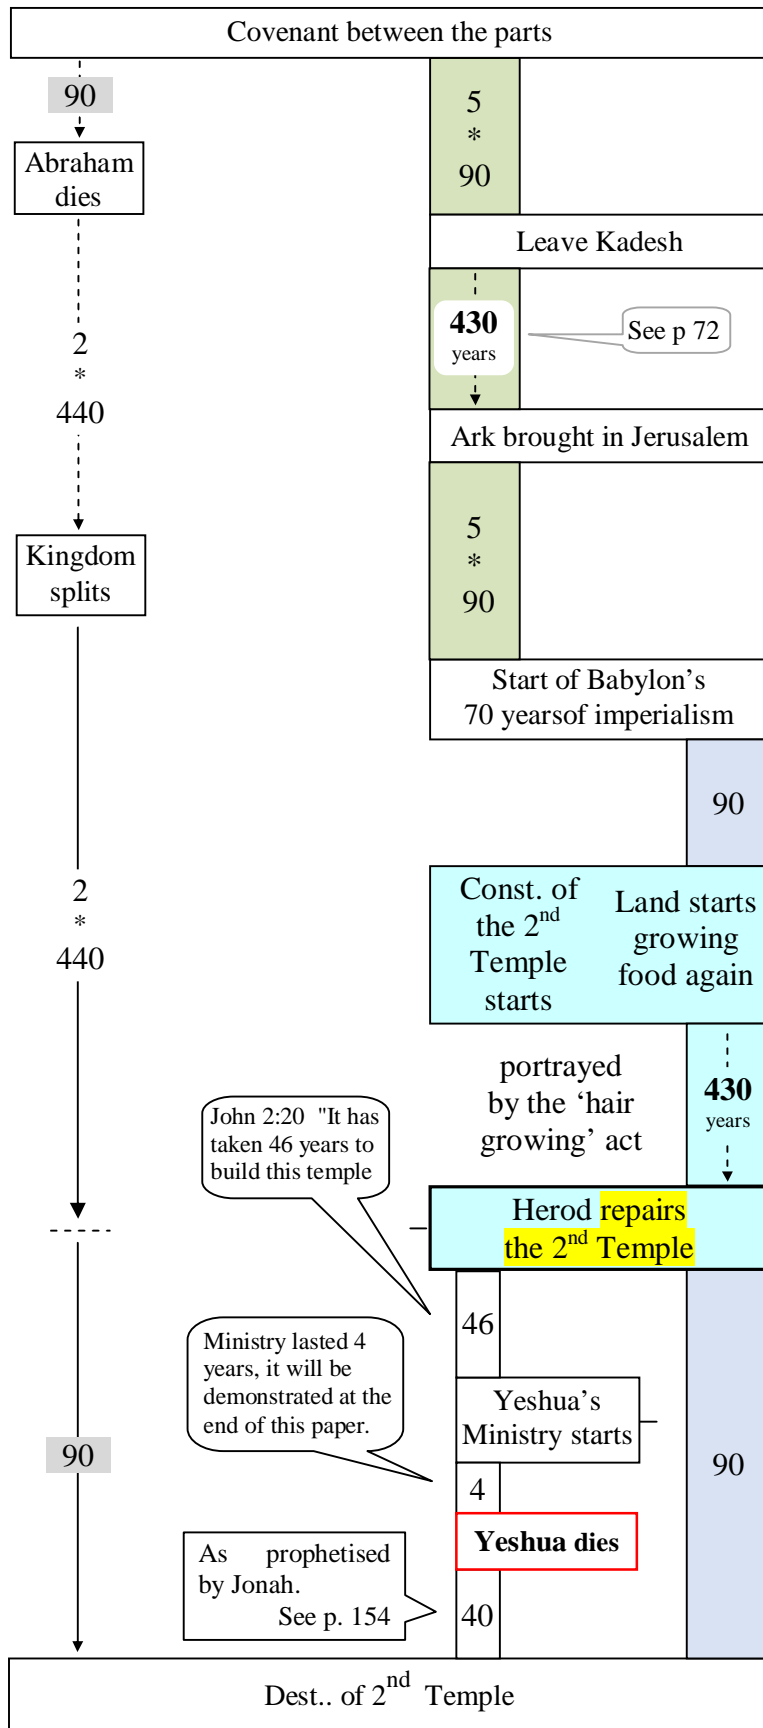 Covenant between the parts
90
Abraham
dies
2
*
440
Kingdom
splits
2
*
440
90
5
*
90
Leave Kadesh
430
years
See p 72
Ark brought in Jerusalem
5
*
90
Start of Babylon’s
70 yearsof imperialism
90
Const. of
the 2nd
Temple
starts
Land starts
growing
food again
portrayed
by the ‘hair
growing’ act
430
years
John 2:20 "It has
taken 46 years to
build this temple
Herod repairs
the 2nd Temple
46
Ministry lasted 4
years, it will be
demonstrated at the
end of this paper.
Yeshua’s
Ministry starts
90
4
Yeshua dies
As prophetised
by Jonah.
See p. 154
40
Dest.. of 2nd Temple